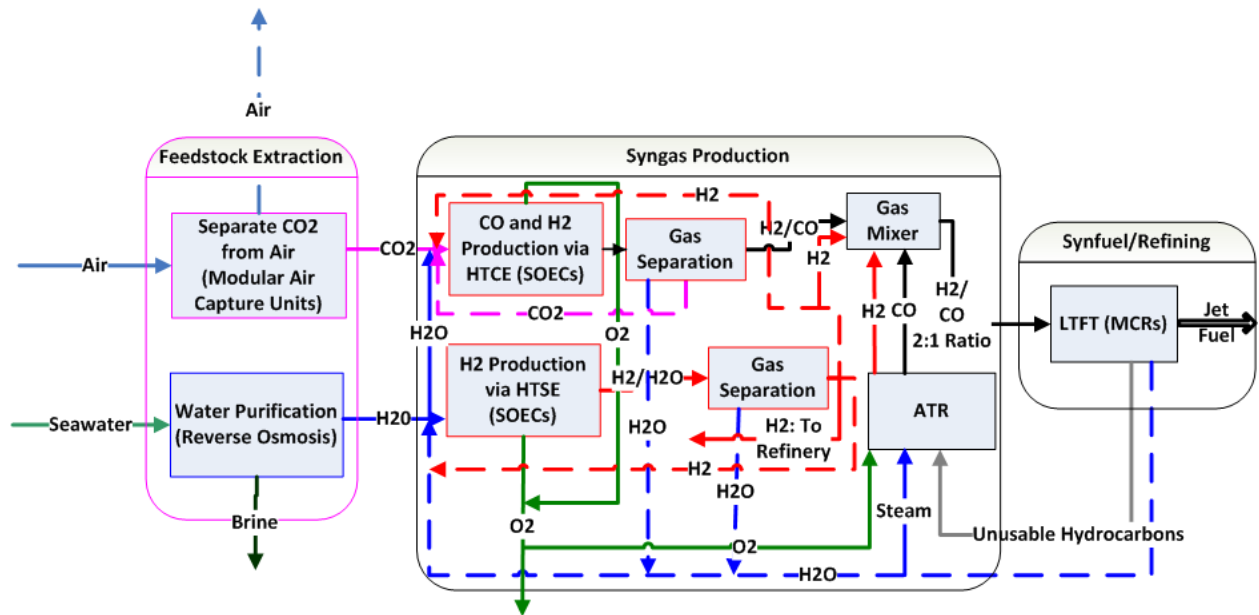 Air
Feedstock Extraction
Syngas Production
Synfuel/Refining
Separate CO2
from Air
(Modular Air
Capture Units)
Air
CO2
H2
CO and H2
Production via
HTCE (SOECs)
Gas
Separation
H2/CO
Gas
Mixer
H2
H2/
CO
2:1 Ratio
LTFT (MCRs)
Jet
Fuel
CO2
O2
H2O
H2
CO
Seawater
Water Purification
(Reverse Osmosis)
H20
H2 Production
via HTSE
(SOECs)
H2/H2O
Gas
Separation
ATR
H2O
H2: To
Refinery
H2
H2O
Brine
O2
O2
Steam
Unusable Hydrocarbons
H2O